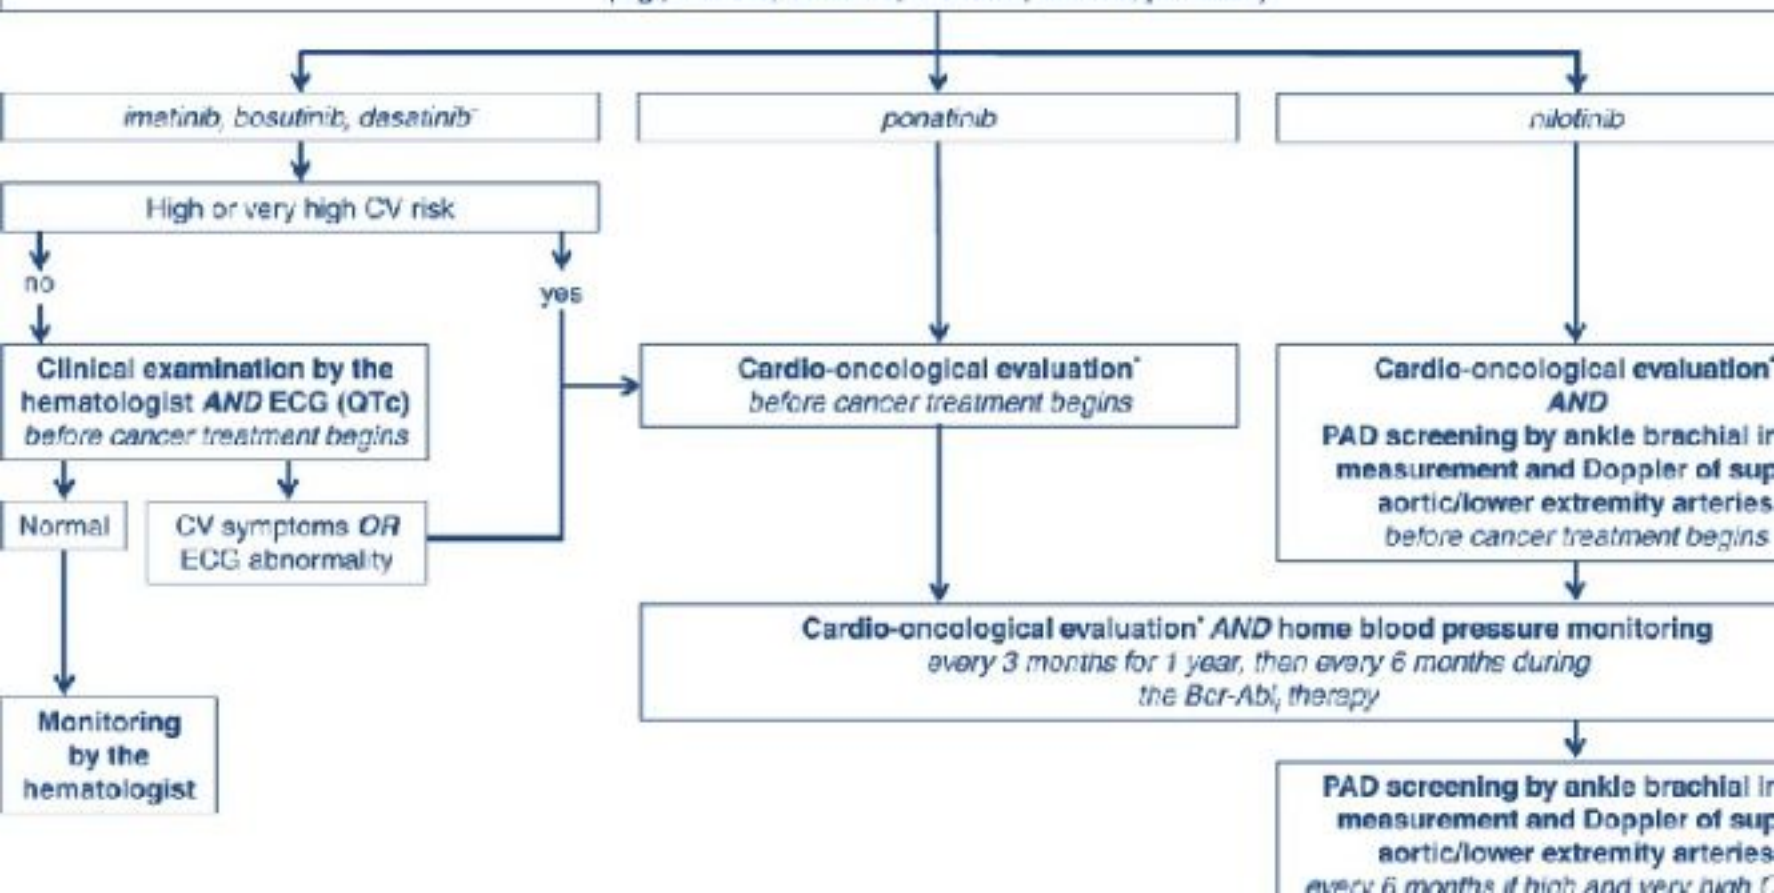 imatinib, bosutinib, dasatinib
ponatinib
nilotinib
High or very high CV risk
no
yes
Clinical examination by the
hematologist AND ECG (QTc)
before cancer treatment begins
Cardio-oncological evaluation*
before cancer treatment begins
Cardio-oncological evaluation*
AND
PAD screening by ankle brachial
measurement and Doppler of
aortic/lower extremity arteries
before cancer treatment begins
Normal
CV symptoms OR
ECG abnormality
Cardio-oncological evaluation* AND home blood pressure monitoring
every 3 months for 1 year, then every 6 months during
the Bcr-Abl therapy
Monitoring
by the
hematologist
PAD screening by ankle brachial
measurement and Doppler of
aortic/lower extremity arteries
every 6 months if high and very high